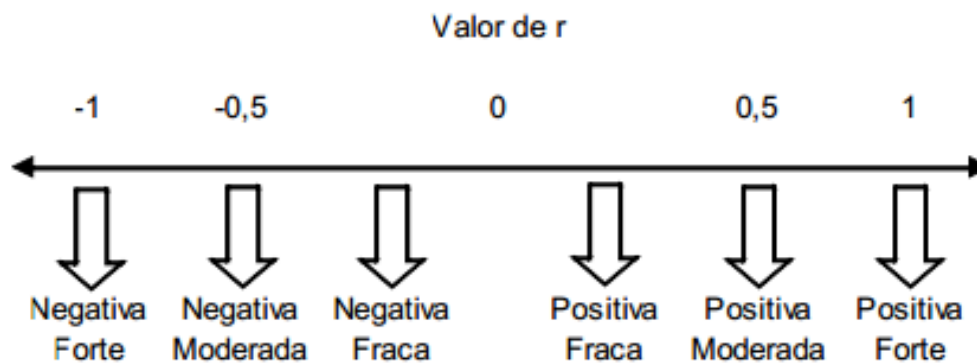 Valor de r
-1 -0,5 0 0,5 1
Negativa Negativa Negativa Positiva Positiva Positiva
Forte Moderada Fraca Fraca Moderada Forte